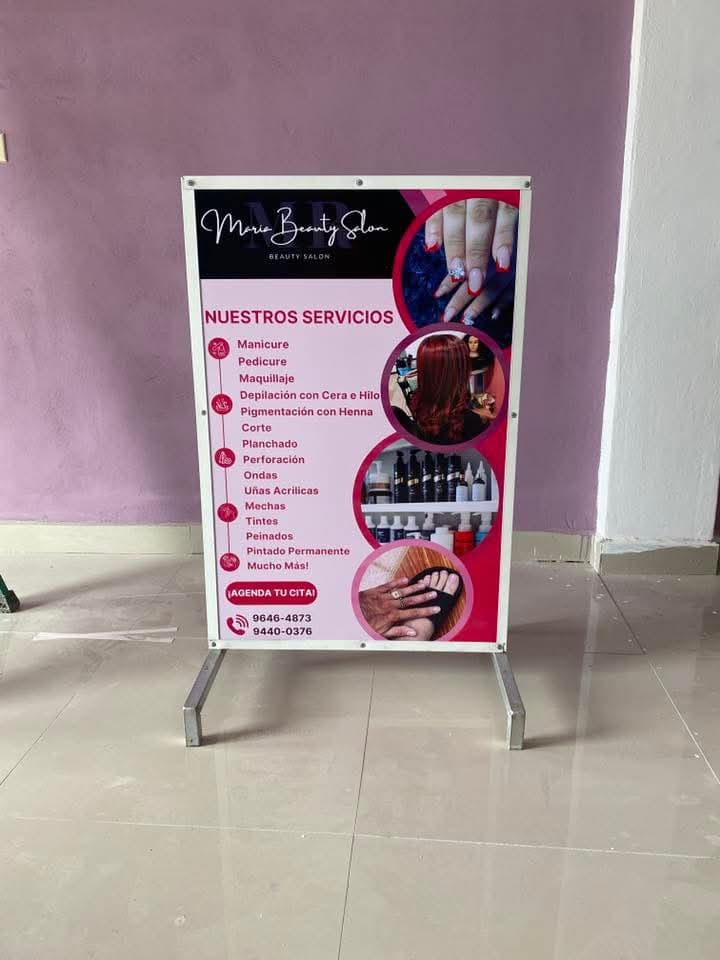 MR
Maria Beauty Salon
BEAUTY SALON
NUESTROS SERVICIOS
Manicure
Pedicure
Maquillaje
Depilación con Cera e Hilo
Pigmentación con Henna
Corte
Planchado
Perforación
Ondas
Uñas Acrilicas
Mechas
Tintes
Peinados
Pintado Permanente
Mucho Más!
¡AGENDA TU CITA!
9646-4873
9440-0376